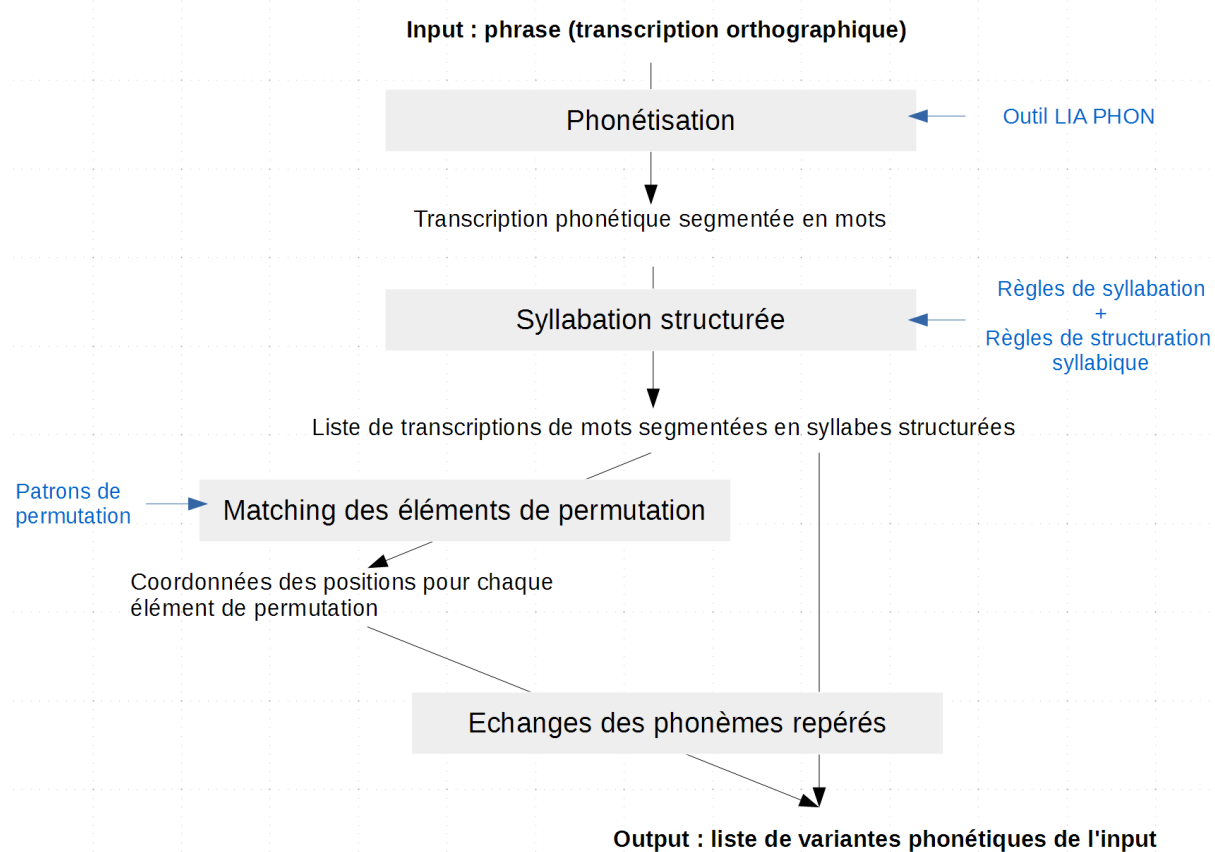 Input : phrase (transcription orthographique)
Phonétisation
Outil LIA PHON
Transcription phonétique segmentée en mots
Syllabation structurée
Règles de syllabation
+
Règles de structuration
syllabique
Liste de transcriptions de mots segmentées en syllabes structurées
Patrons de
permutation
Matching des éléments de permutation
Coordonnées des positions pour chaque
élément de permutation
Echanges des phonèmes repérés
Output : liste de variantes phonétiques de l'input